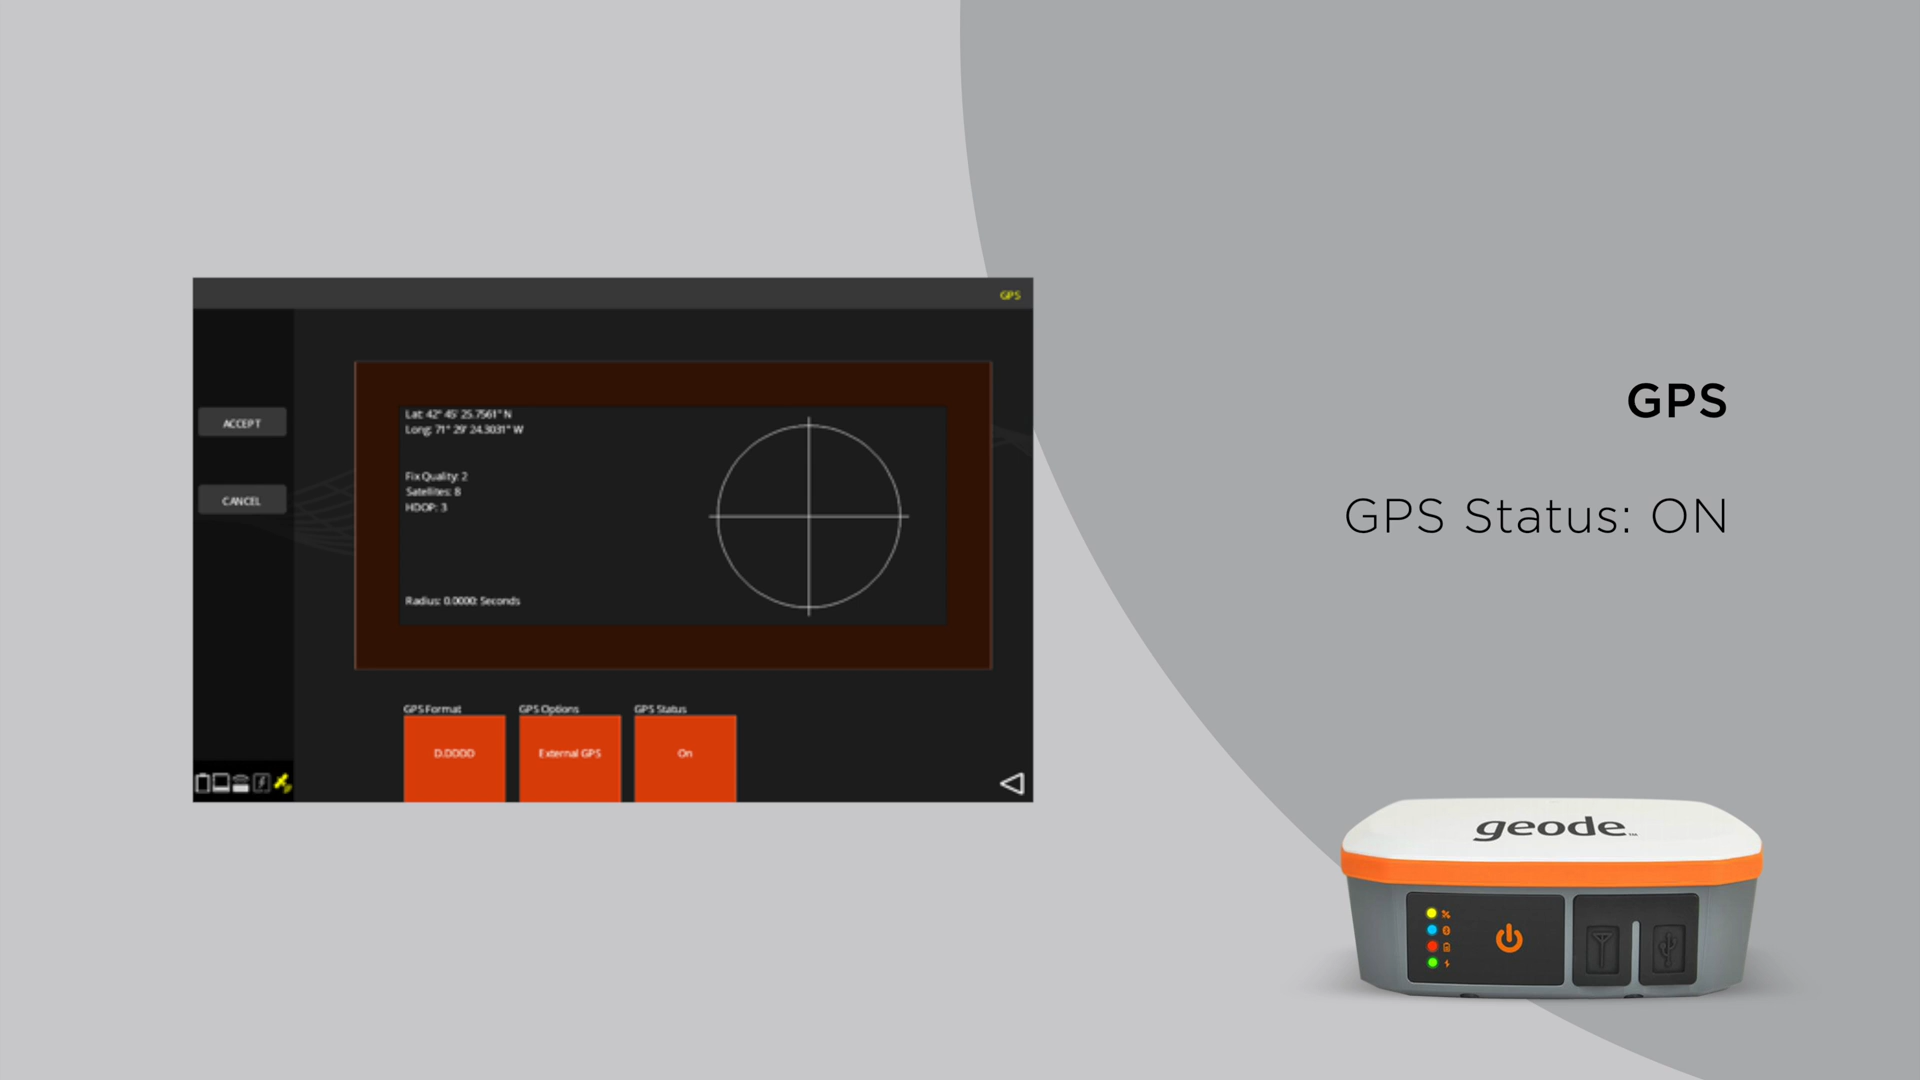 GPS
ACCEPT
CANCEL
Lat: 42° 45' 25.7561" N
Long: 71° 29' 24.3031" W
Fix Quality: 2
Satellites: 8
HDOP: 3
Radius: 0.0000: Seconds
GPS Format
GPS Options
GPS Status
D.DDDD
External GPS
On
GPS
GPS Status: ON
geode™